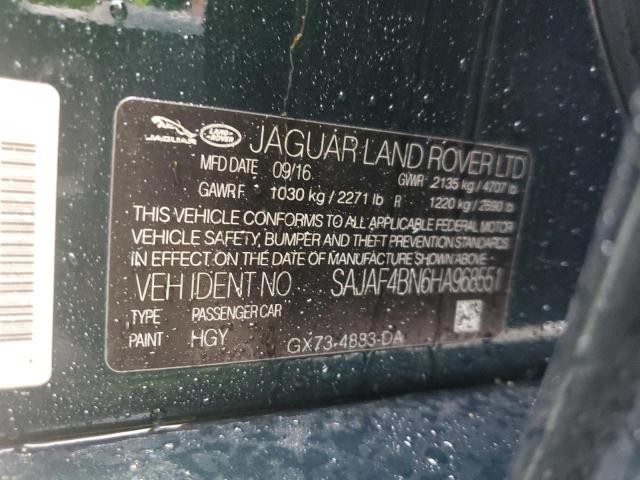 JAGUAR LAND-ROVER JAGUAR LAND ROVER LTD
MFD DATE 09/16 GVWR 2135 kg / 4707 lb
GAWR F 1030 kg / 2271 lb R 1220 kg / 2690 lb
THIS VEHICLE CONFORMS TO ALL APPLICABLE FEDERAL MOTOR
VEHICLE SAFETY, BUMPER AND THEFT PREVENTION STANDARDS
IN EFFECT ON THE DATE OF MANUFACTURE SHOWN ABOVE.
VEH IDENT NO. SAJAF4BN6HA968551
TYPE PASSENGER CAR
PAINT HGY GX73-4883-DA